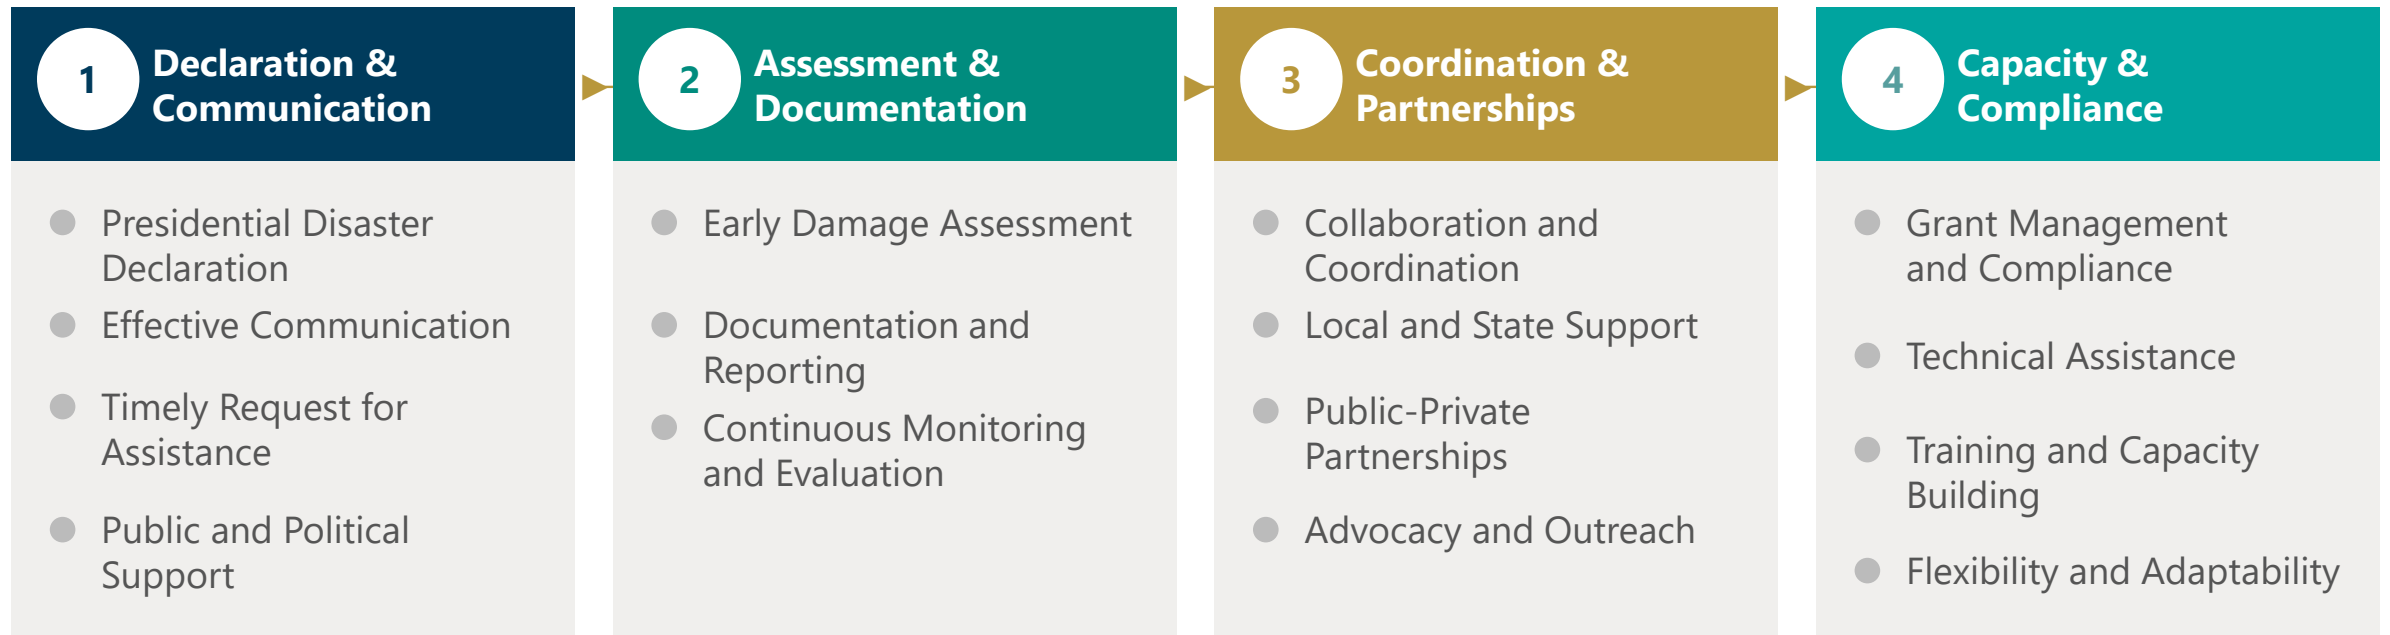 1
Declaration &
Communication
Presidential Disaster
Declaration
Effective Communication
Timely Request for
Assistance
Public and Political
Support
2
Assessment &
Documentation
Early Damage Assessment
Documentation and
Reporting
Continuous Monitoring
and Evaluation
3
Coordination &
Partnerships
Collaboration and
Coordination
Local and State Support
Public-Private
Partnerships
Advocacy and Outreach
4
Capacity &
Compliance
Grant Management
and Compliance
Technical Assistance
Training and Capacity
Building
Flexibility and Adaptability